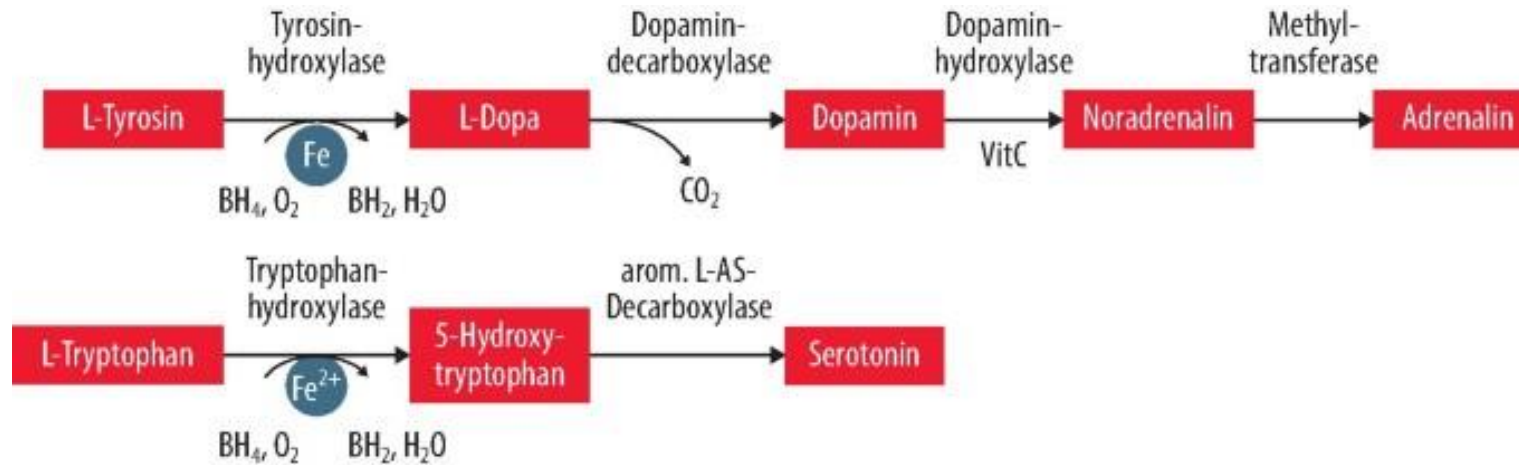 Tyrosin-
hydroxylase
Dopamin-
decarboxylase
Dopamin-
hydroxylase
Methyl-
transferase
L-Tyrosin
L-Dopa
Dopamin
Noradrenalin
Adrenalin
Fe
VitC
BH₄, O₂
BH₂, H₂O
CO₂
Tryptophan-
hydroxylase
arom. L-AS-
Decarboxylase
L-Tryptophan
5-Hydroxy-
tryptophan
Serotonin
Fe²⁺
BH₄, O₂
BH₂, H₂O